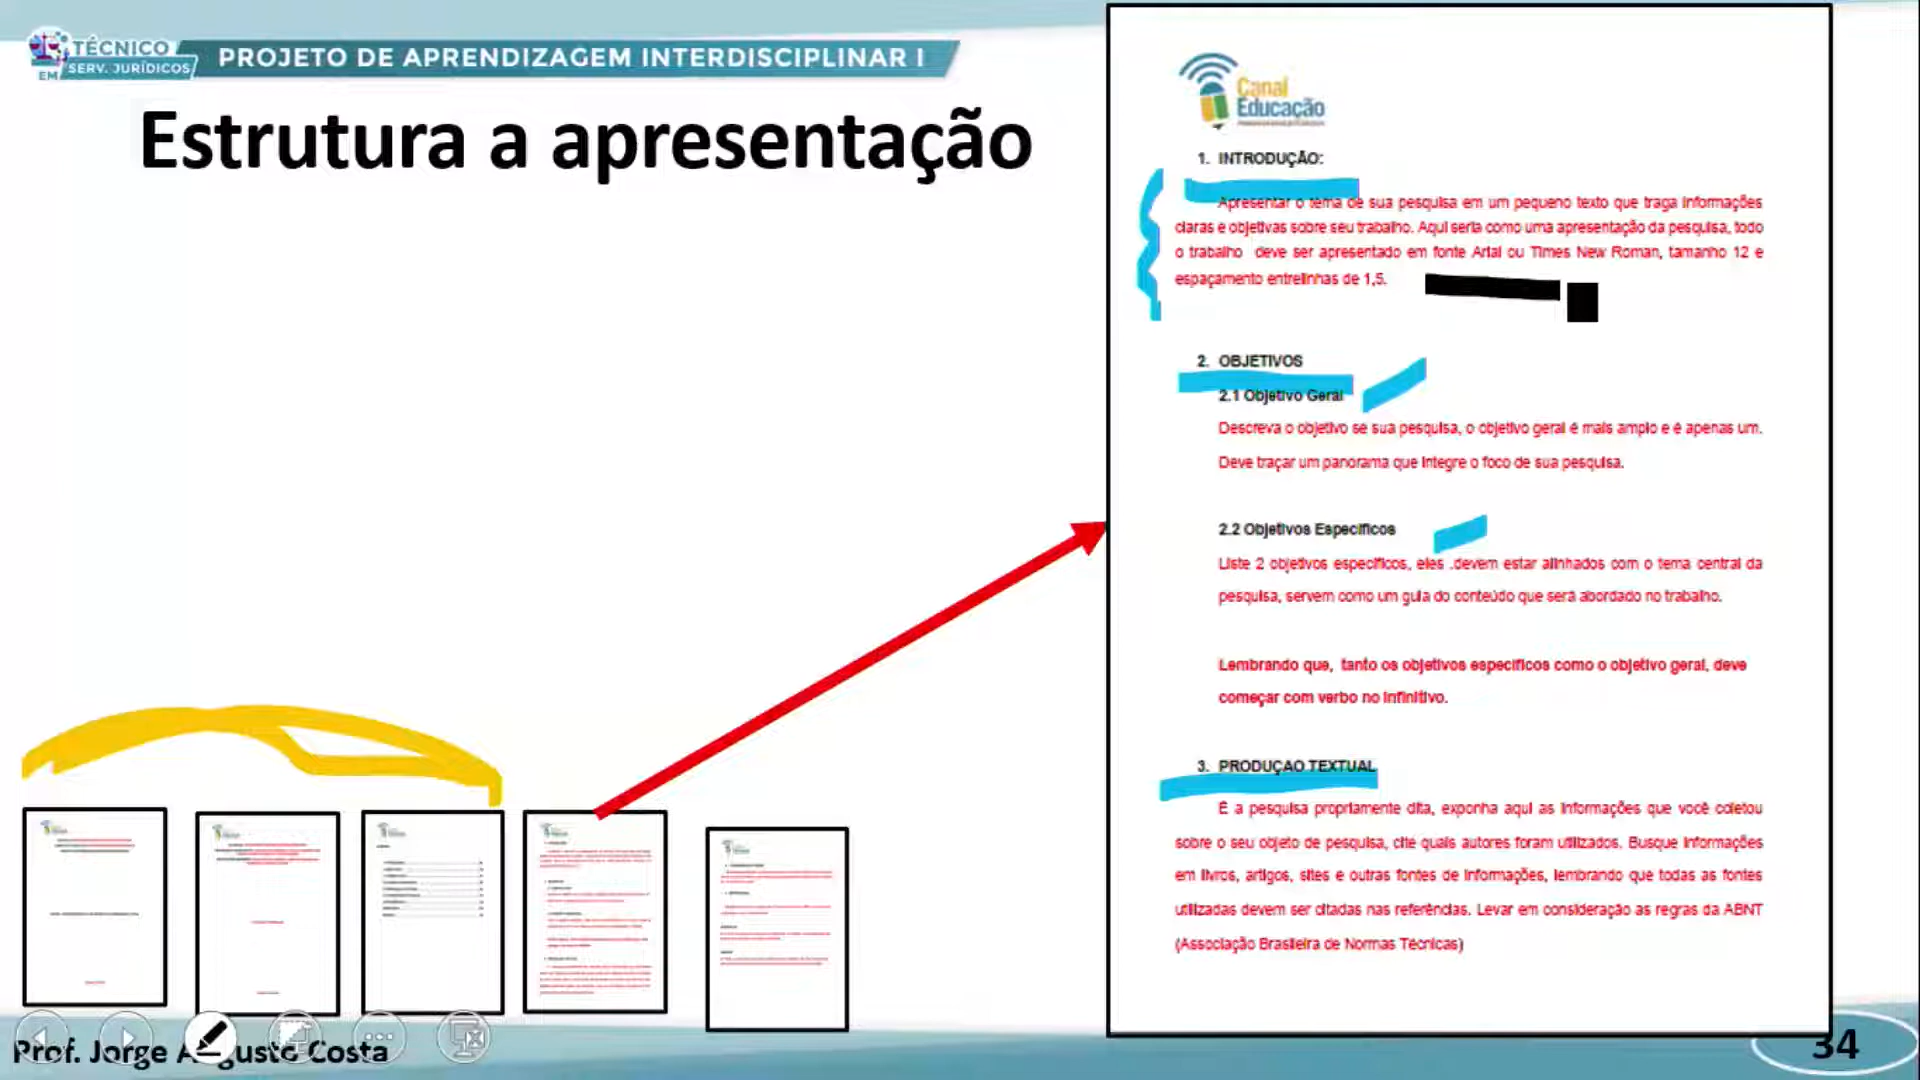 TÉCNICO
EM SERV. JURÍDICOS
PROJETO DE APRENDIZAGEM INTERDISCIPLINAR I
Estrutura a apresentação
Canal
Educação
1. INTRODUÇÃO:
Apresentar o tema de sua pesquisa em um pequeno texto que traga informações
claras e objetivas sobre seu trabalho. Aqui seria como uma apresentação da pesquisa, todo
o trabalho deve ser apresentado em fonte Arial ou Times New Roman, tamanho 12 e
espaçamento entrelinhas de 1,5.
2. OBJETIVOS
2.1 Objetivo Geral
Descreva o objetivo se sua pesquisa, o objetivo geral é mais amplo e é apenas um.
Deve traçar um panorama que integre o foco de sua pesquisa.
2.2 Objetivos Específicos
Liste 2 objetivos específicos, eles .devem estar alinhados com o tema central da
pesquisa, servem como um guia do conteúdo que será abordado no trabalho.
Lembrando que, tanto os objetivos específicos como o objetivo geral, deve
começar com verbo no infinitivo.
3. PRODUÇAO TEXTUAL
É a pesquisa propriamente dita, exponha aqui as informações que você coletou
sobre o seu objeto de pesquisa, cite quais autores foram utilizados. Busque informações
em livros, artigos, sites e outras fontes de informações, lembrando que todas as fontes
utilizadas devem ser citadas nas referências. Levar em consideração as regras da ABNT
(Associação Brasileira de Normas Técnicas)
Prof. Jorge Augusto Costa
34